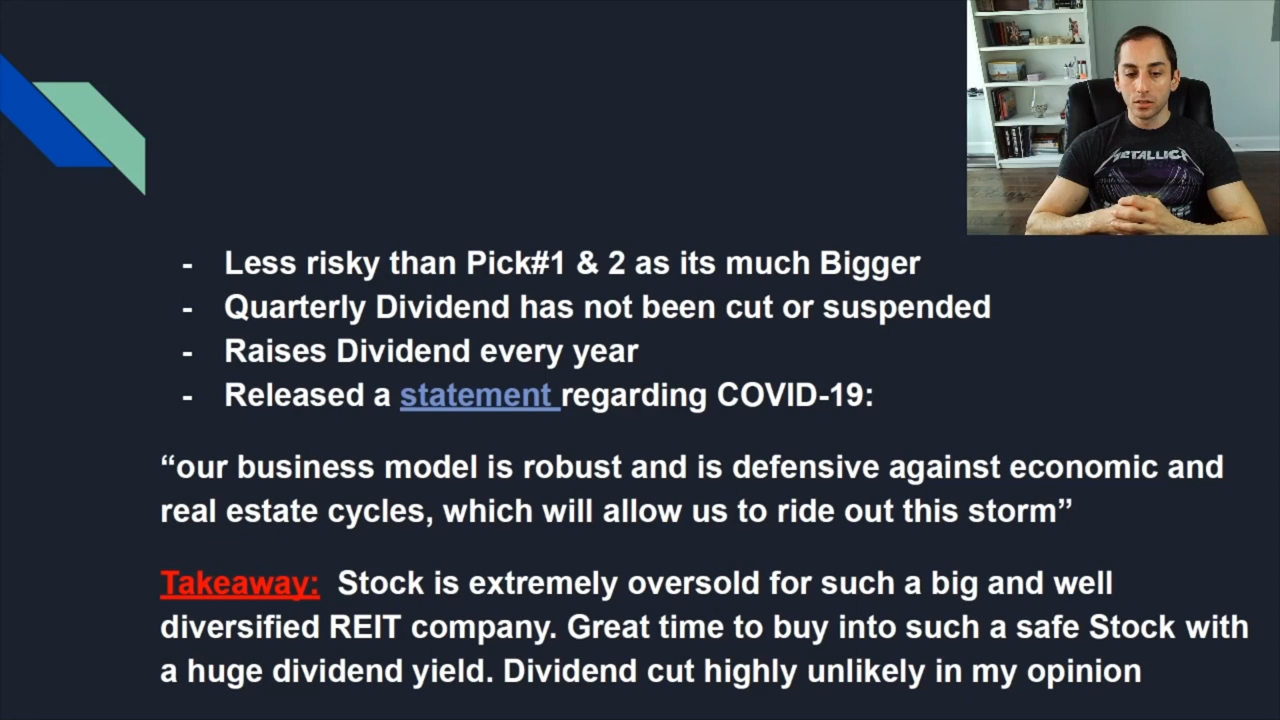 METALLICA
- Less risky than Pick#1 & 2 as its much Bigger
- Quarterly Dividend has not been cut or suspended
- Raises Dividend every year
- Released a statement regarding COVID-19:
“our business model is robust and is defensive against economic and
real estate cycles, which will allow us to ride out this storm”
Takeaway: Stock is extremely oversold for such a big and well
diversified REIT company. Great time to buy into such a safe Stock with
a huge dividend yield. Dividend cut highly unlikely in my opinion